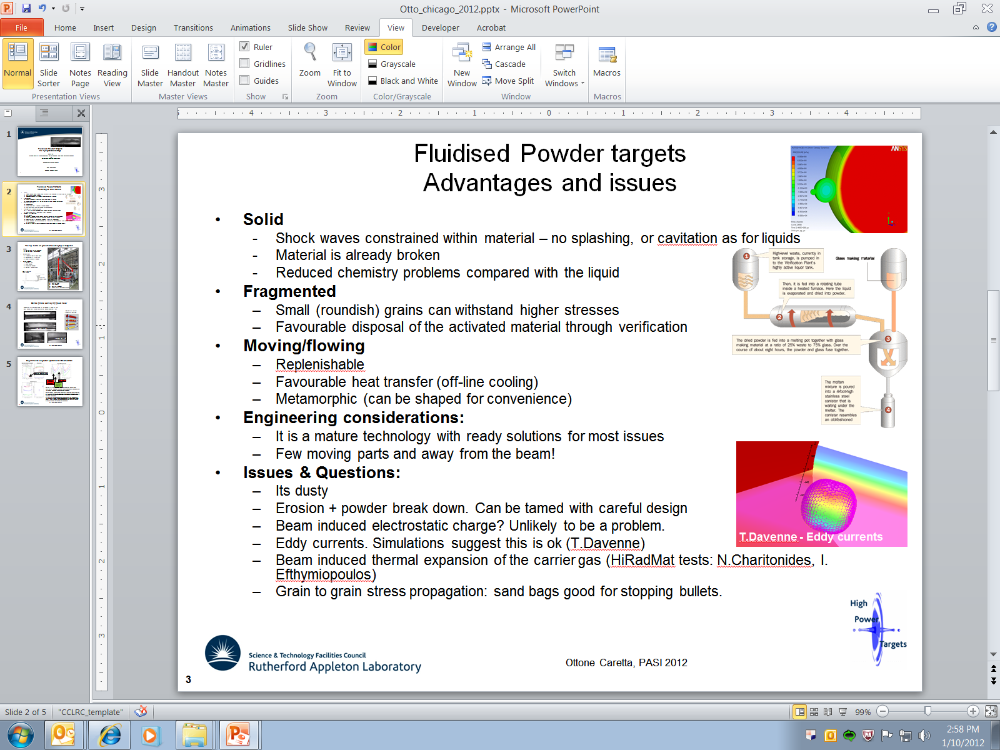 Otto_chicago_2012.pptx - Microsoft PowerPoint
File Home Insert Design Transitions Animations Slide Show Review View Developer Acrobat
Normal
Slide Sorter
Notes Page
Reading View
Presentation Views
Slide Master
Handout Master
Notes Master
Master Views
Ruler
Gridlines
Guides
Show
Zoom
Fit to Window
Zoom
Color
Grayscale
Black and White
Color/Grayscale
New Window
Arrange All
Cascade
Move Split
Switch Windows
Window
Macros
Macros
4 3 2 1 0 1 2 3 4
3 2 1 0 1 2 3
1
2
3
4
5
Fluidised Powder targets
Advantages and issues
ANSYS
• Solid
- Shock waves constrained within material – no splashing, or cavitation as for liquids
- Material is already broken
- Reduced chemistry problems compared with the liquid
• Fragmented
– Small (roundish) grains can withstand higher stresses
– Favourable disposal of the activated material through verification
• Moving/flowing
– Replenishable
– Favourable heat transfer (off-line cooling)
– Metamorphic (can be shaped for convenience)
• Engineering considerations:
– It is a mature technology with ready solutions for most issues
– Few moving parts and away from the beam!
• Issues & Questions:
– Its dusty
– Erosion + powder break down. Can be tamed with careful design
– Beam induced electrostatic charge? Unlikely to be a problem.
– Eddy currents. Simulations suggest this is ok (T.Davenne)
– Beam induced thermal expansion of the carrier gas (HiRadMat tests: N.Charitonides, I.
Efthymiopoulos)
– Grain to grain stress propagation: sand bags good for stopping bullets.
1
High-level waste, currently in
tank storage, is pumped in
to the Vitrification Plant's
highly active liquor tank.
Glass making material
Then, it is fed into a rotating tube
inside a heated furnace. Here the liquid
is evaporated and dried into powder.
2
3
The dried powder is fed into a melting pot together with glass
making material at a ratio of 25% waste to 75% glass. Over the
course of about eight hours, the powder and glass fuse together.
The molten
mixture is poured
into a 4-foot-high
stainless steel
canister that is
waiting under the
melter. The
canister resembles
an old-fashioned
4
T.Davenne - Eddy currents
High
Power
Targets
Science & Technology Facilities Council
Rutherford Appleton Laboratory
Ottone Caretta, PASI 2012
3
Slide 2 of 5
"CCLRC_template"
99%
2:58 PM
1/10/2012